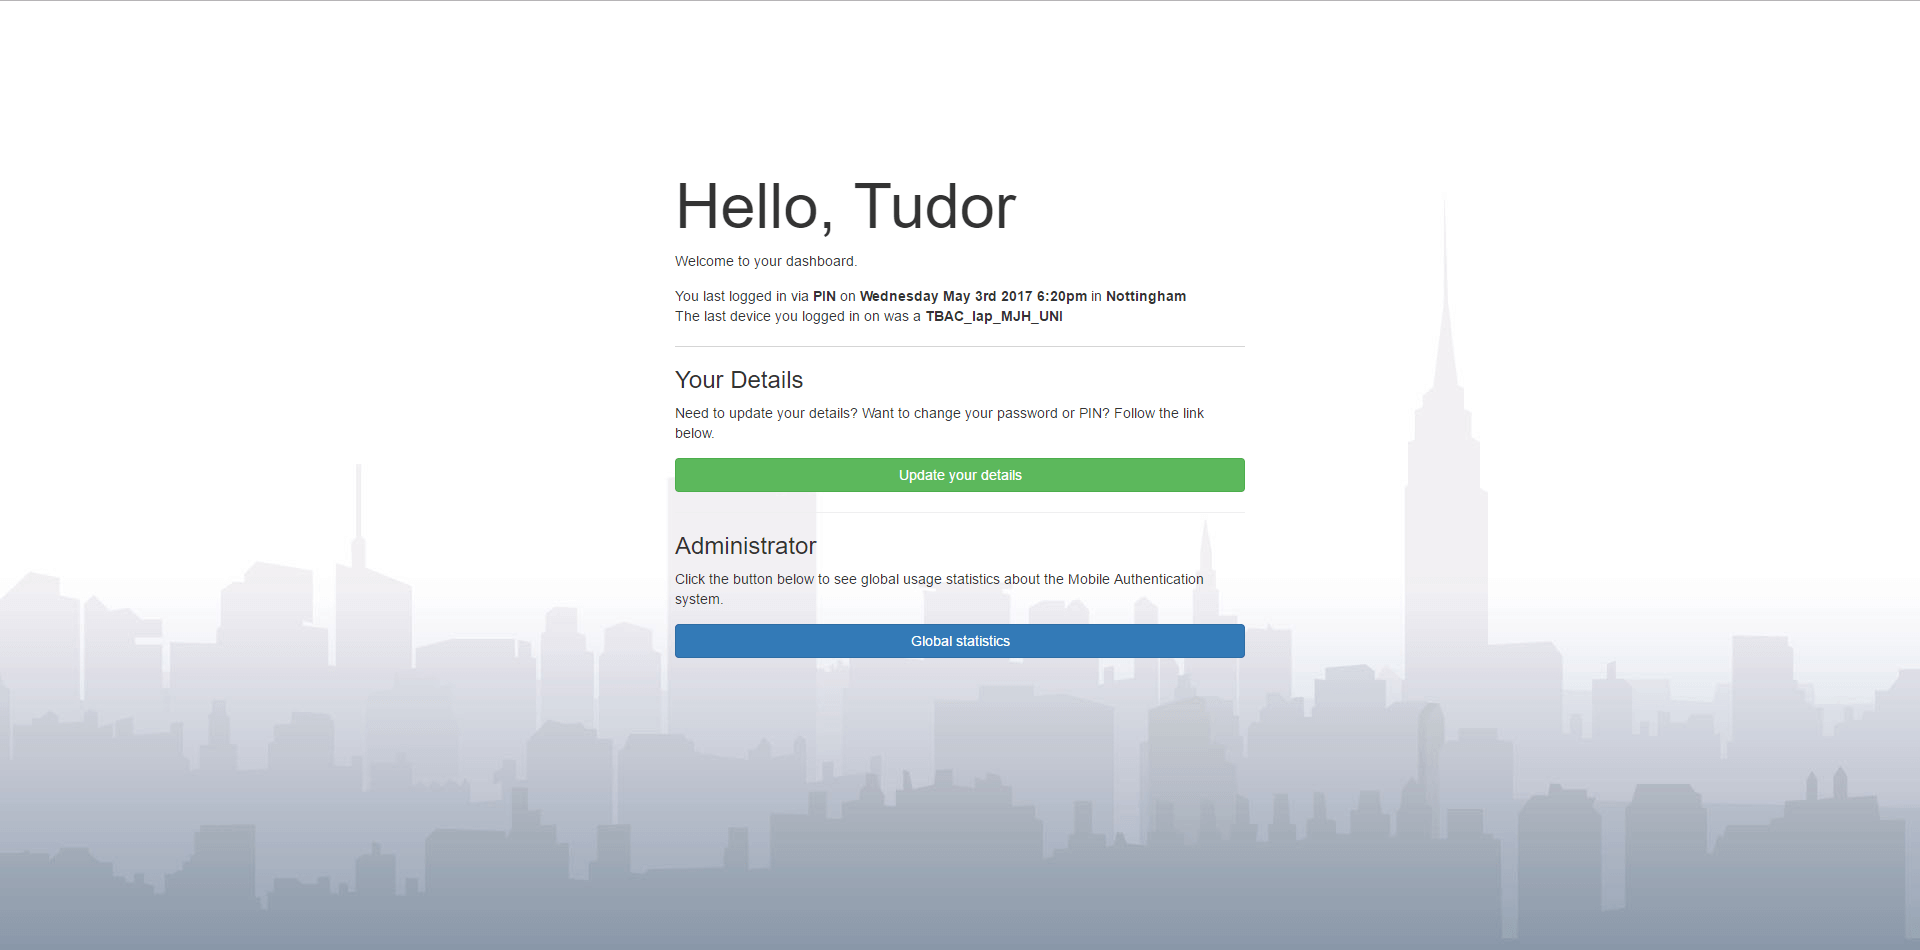 Hello, Tudor
Welcome to your dashboard.
You last logged in via PIN on Wednesday May 3rd 2017 6:20pm in Nottingham
The last device you logged in on was a TBAC_lap_MJH_UNI
Your Details
Need to update your details? Want to change your password or PIN? Follow the link
below.
Update your details
Administrator
Click the button below to see global usage statistics about the Mobile Authentication
system.
Global statistics